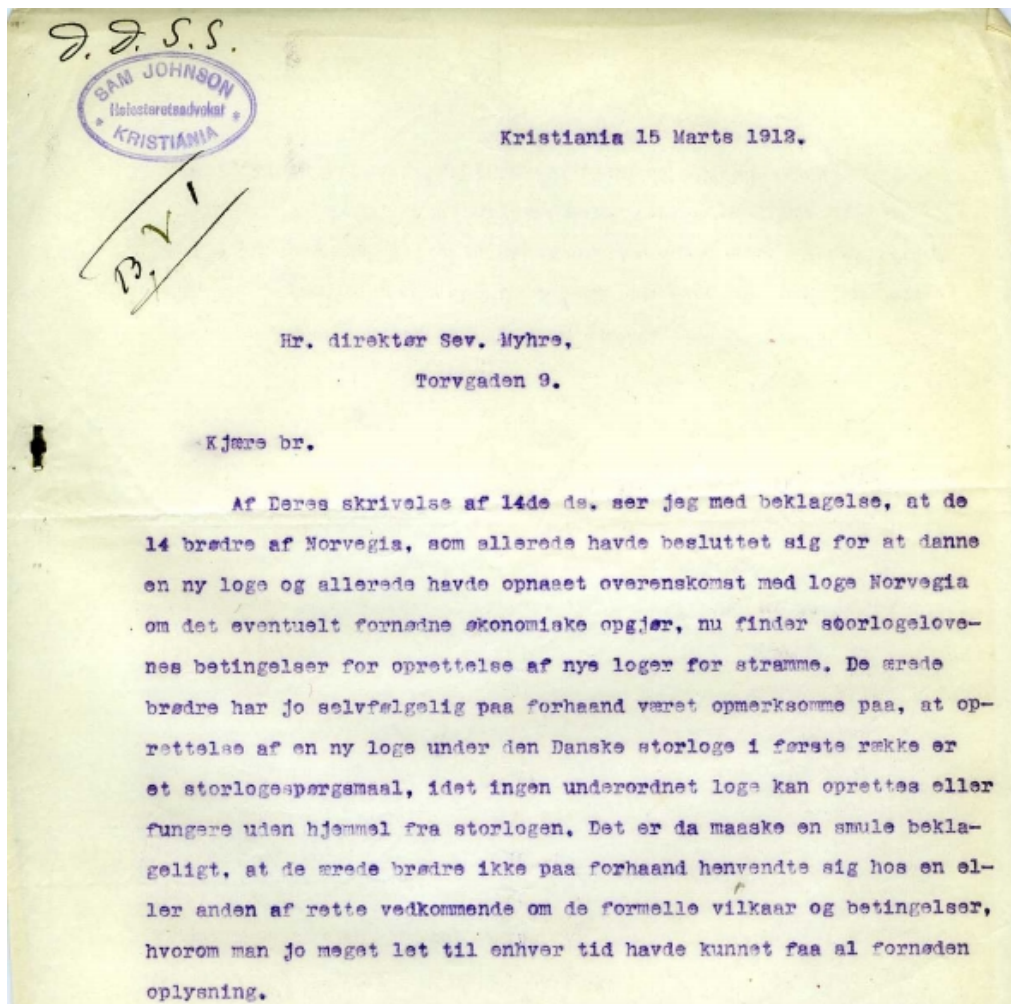 D. D. S. S.
SAM JOHNSON
Høiesteretsadvokat
KRISTIANIA
Kristiania 15 Marts 1912.
Hr. direktør Sev. Myhre,
Torvgaden 9.
Kjære br.
Af Deres skrivelse af 14de ds. ser jeg med beklagelse, at de
14 brødre af Norvegia, som allerede havde besluttet sig for at danne
en ny loge og allerede havde opnaaet overenskomst med loge Norvegia
om det eventuelt fornødne økonomiske opgjør, nu finder storlogelove-
nes betingelser for oprettelse af nye loger for stramme. De ærede
brødre har jo selvfølgelig paa forhaand været opmerksomme paa, at op-
rettelse af en ny loge under den Danske storloge i første række er
et storlogespørgsmaal, idet ingen underordnet loge kan oprettes eller
fungere uden hjemmel fra storlogen. Det er da maaske en smule bekla-
geligt, at de ærede brødre ikke paa forhaand henvendte sig hos en el-
ler anden af rette vedkommende om de formelle vilkaar og betingelser,
hvorom man jo meget let til enhver tid havde kunnet faa al fornøden
oplysning.